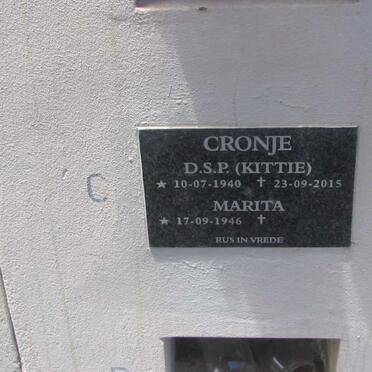 CRONJE
D.S.P. (KITTIE)
★ 10-07-1940 ✝ 23-09-2015
MARITA
★ 17-09-1946 ✝
RUS IN VREDE
C
D